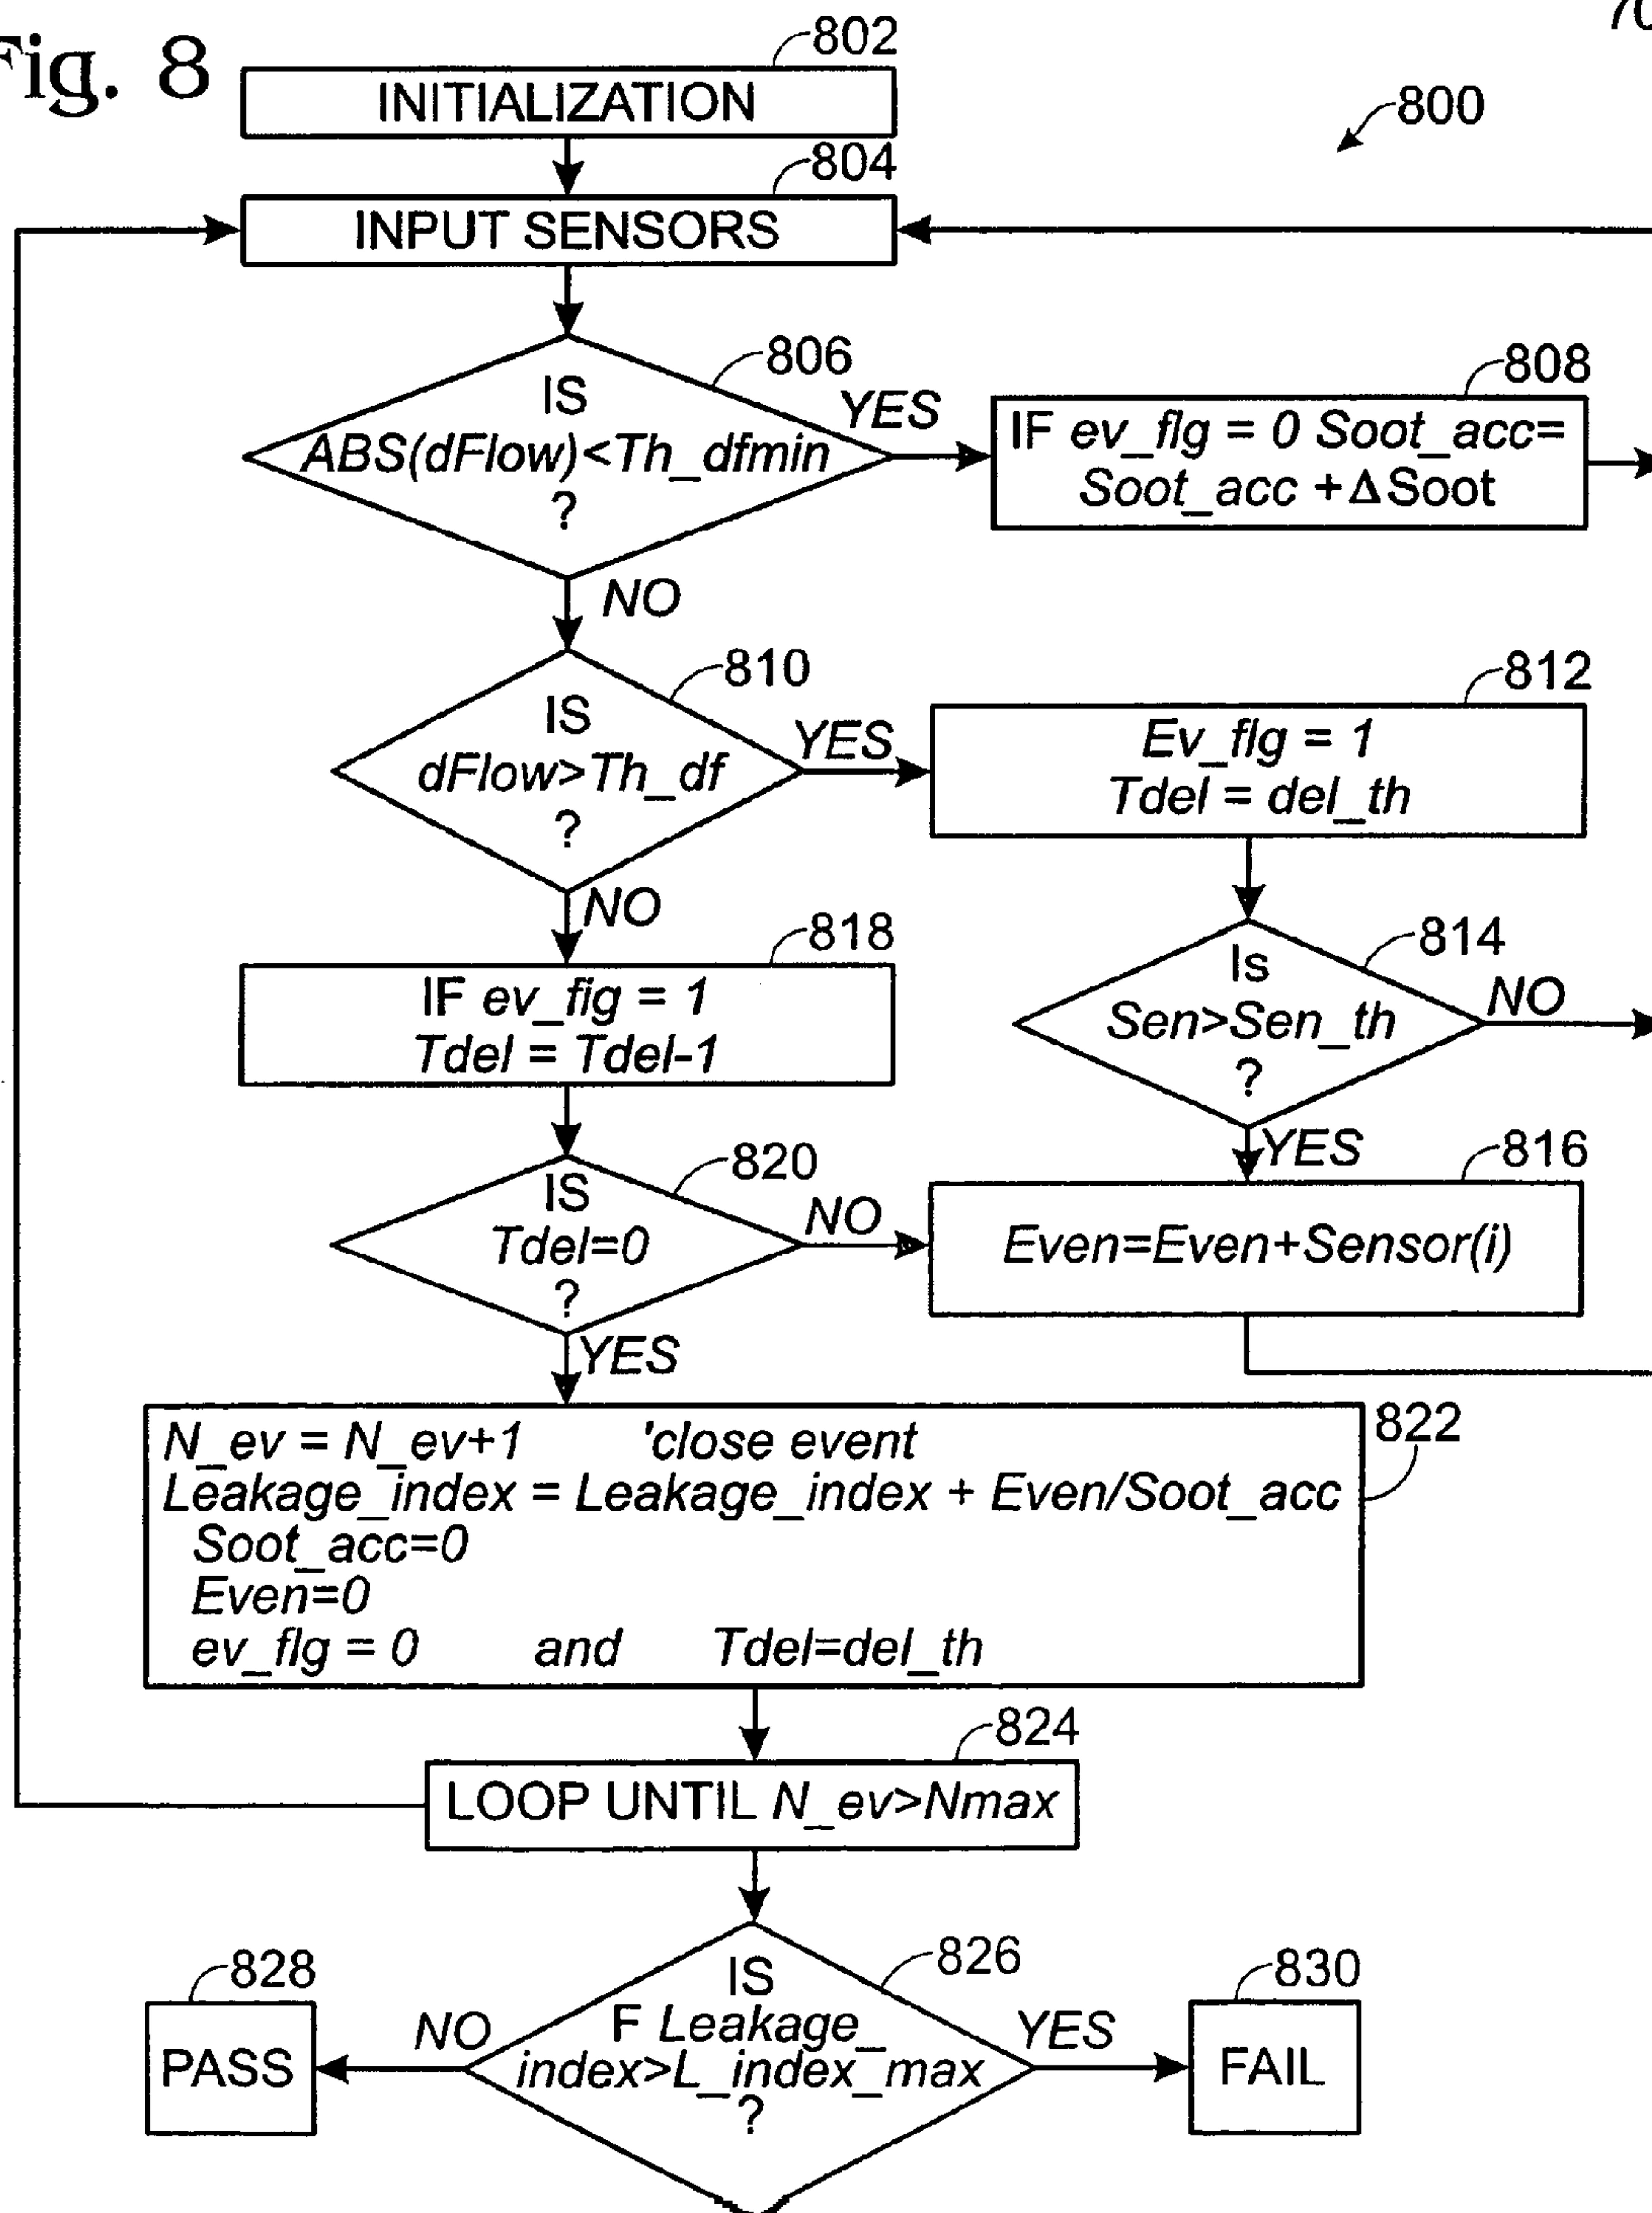 Fig. 8
70
802
INITIALIZATION
800
804
INPUT SENSORS
806
IS
ABS(dFlow)<Th_dfmin
?
YES
808
IF ev_flg = 0 Soot_acc=
Soot_acc +ΔSoot
NO
810
IS
dFlow>Th_df
?
YES
812
Ev_flg = 1
Tdel = del_th
NO
818
IF ev_fig = 1
Tdel = Tdel-1
814
Is
Sen>Sen_th
?
NO
YES
820
IS
Tdel=0
?
NO
816
Even=Even+Sensor(i)
YES
822
N_ev = N_ev+1 'close event
Leakage_index = Leakage_index + Even/Soot_acc
Soot_acc=0
Even=0
ev_flg = 0 and Tdel=del_th
824
LOOP UNTIL N_ev>Nmax
826
IS
F Leakage_
index>L_index_max
?
NO
828
PASS
YES
830
FAIL